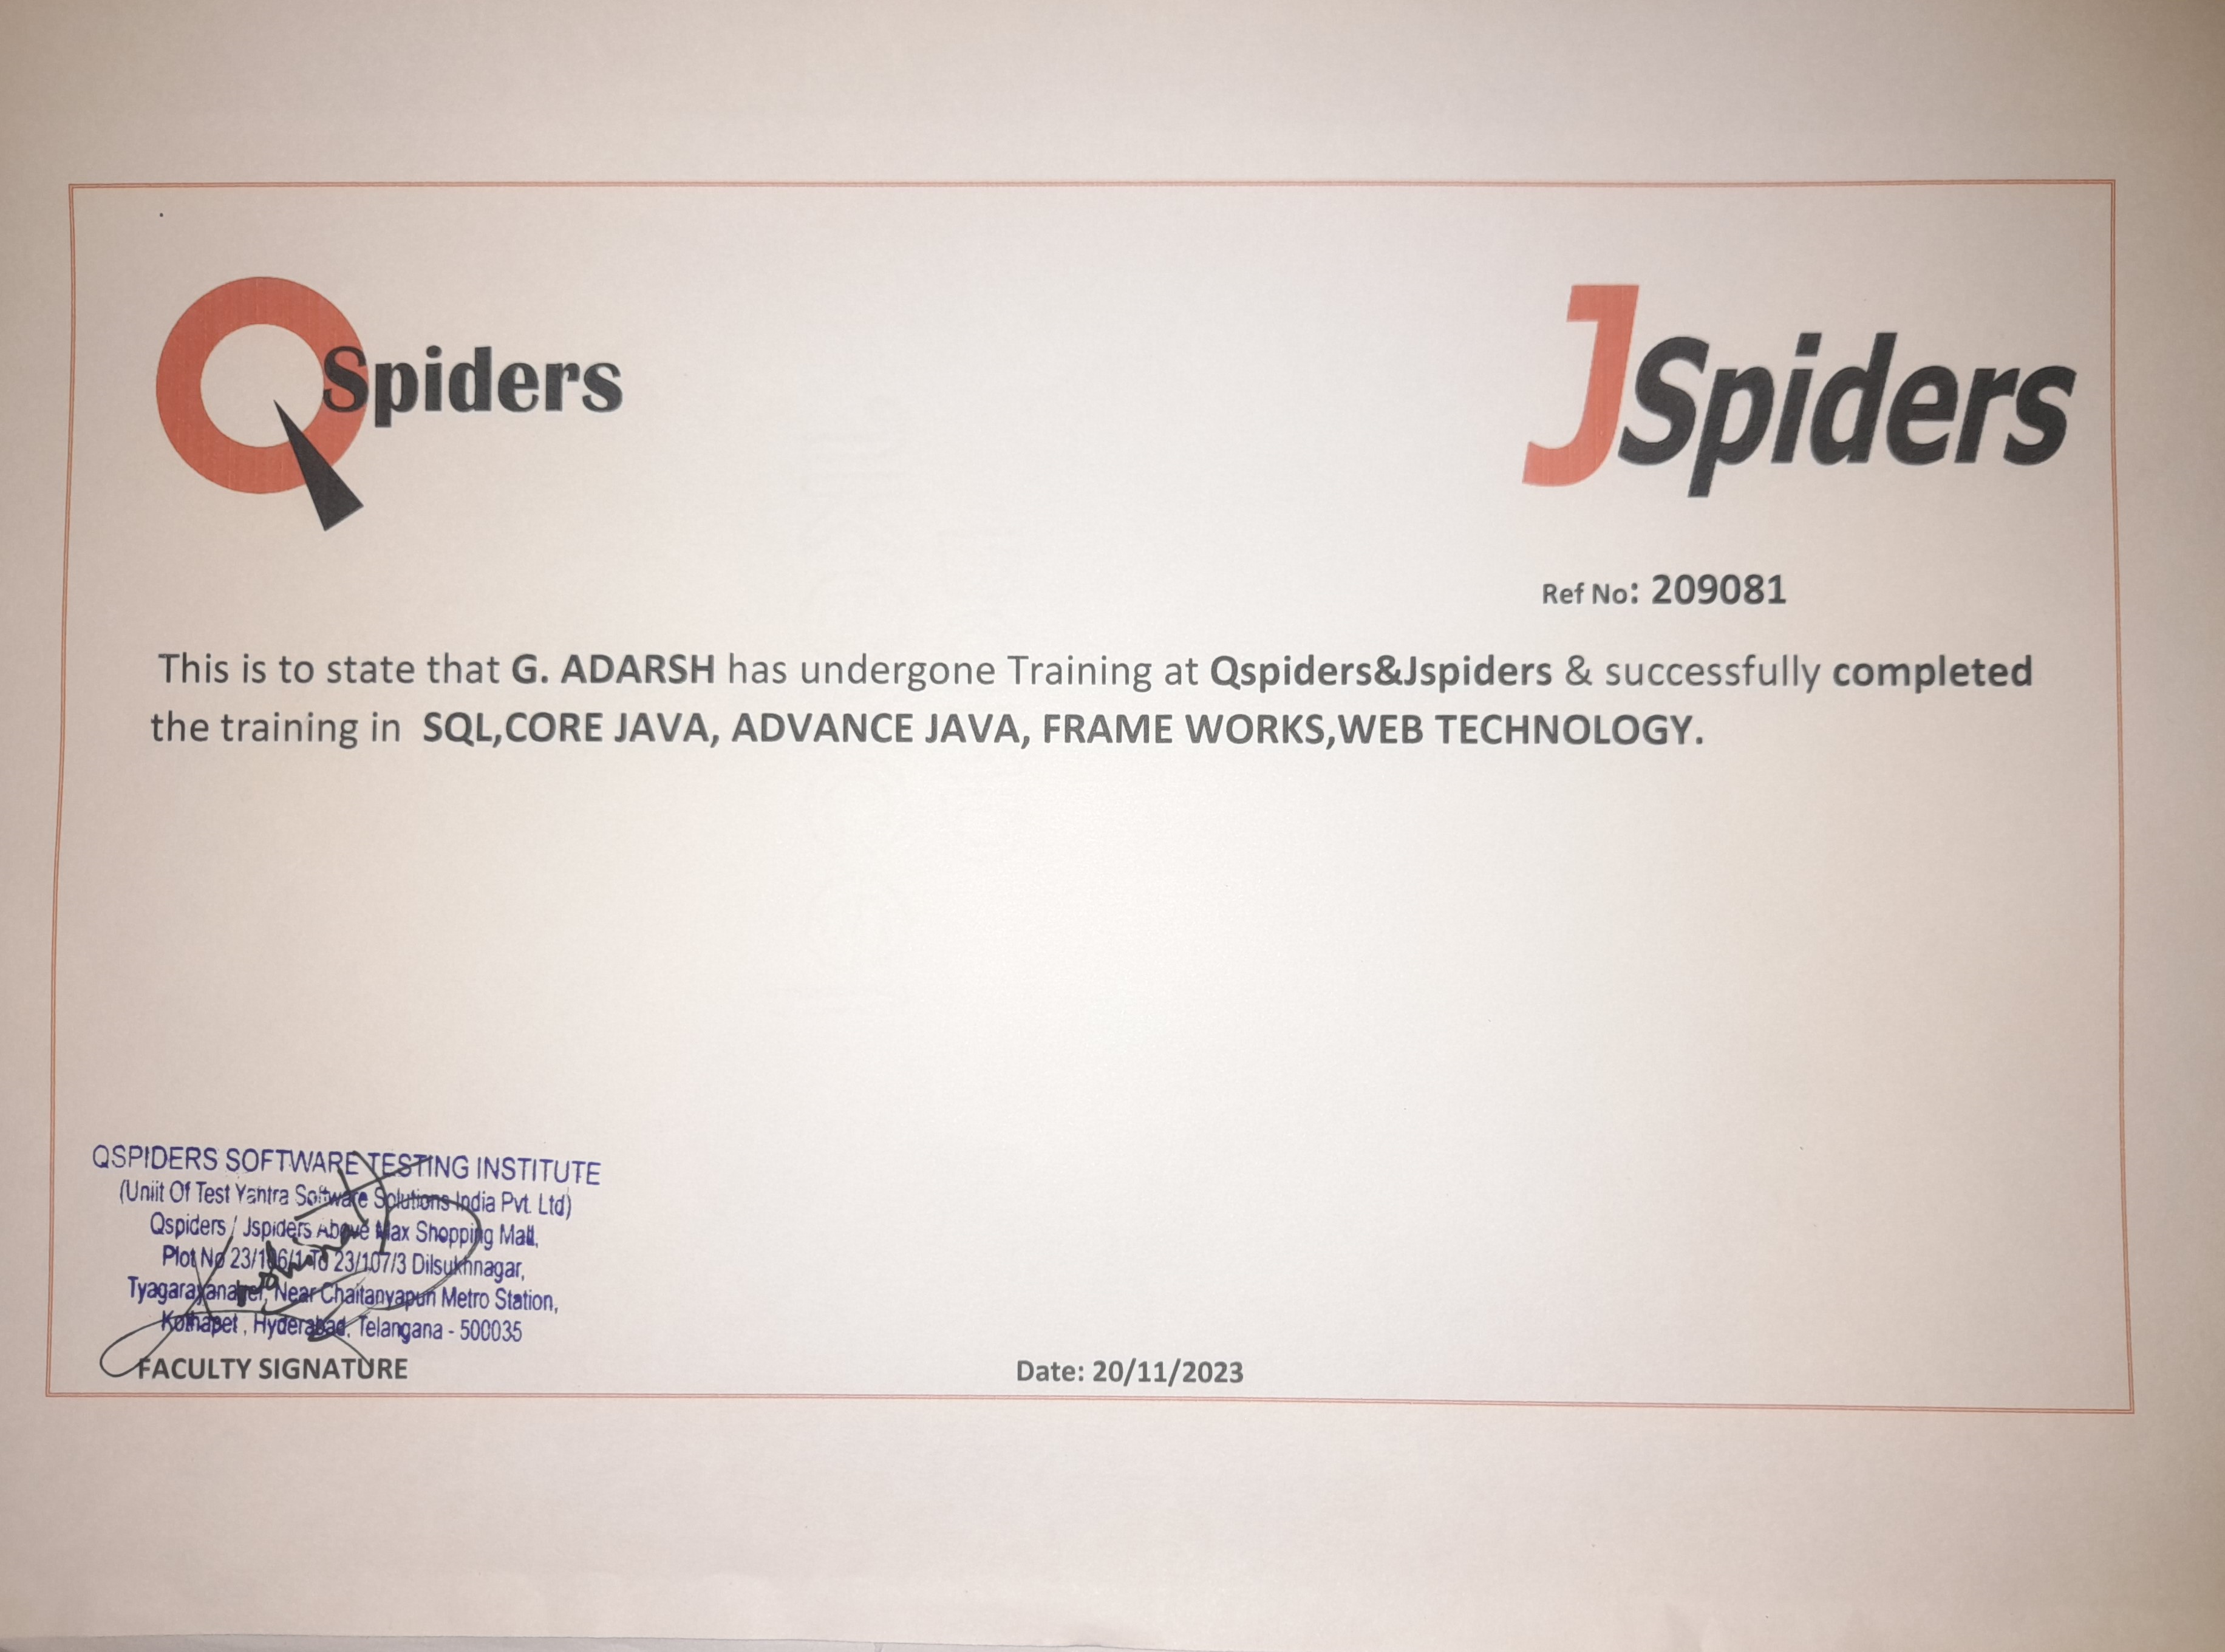 QSpiders
JSpiders
Ref No: 209081
This is to state that G. ADARSH has undergone Training at Qspiders&Jspiders & successfully completed
the training in SQL,CORE JAVA, ADVANCE JAVA, FRAME WORKS,WEB TECHNOLOGY.
QSPIDERS SOFTWARE TESTING INSTITUTE
(Uniit Of Test Yantra Software Solutions India Pvt. Ltd)
Qspiders / Jspiders Above Max Shopping Mall,
Plot No 23/106/1 To 23/107/3 Dilsukhnagar,
Near Chaitanyapuri Metro Station,
Kothapet , Hyderabad, Telangana - 500035
FACULTY SIGNATURE
Date: 20/11/2023